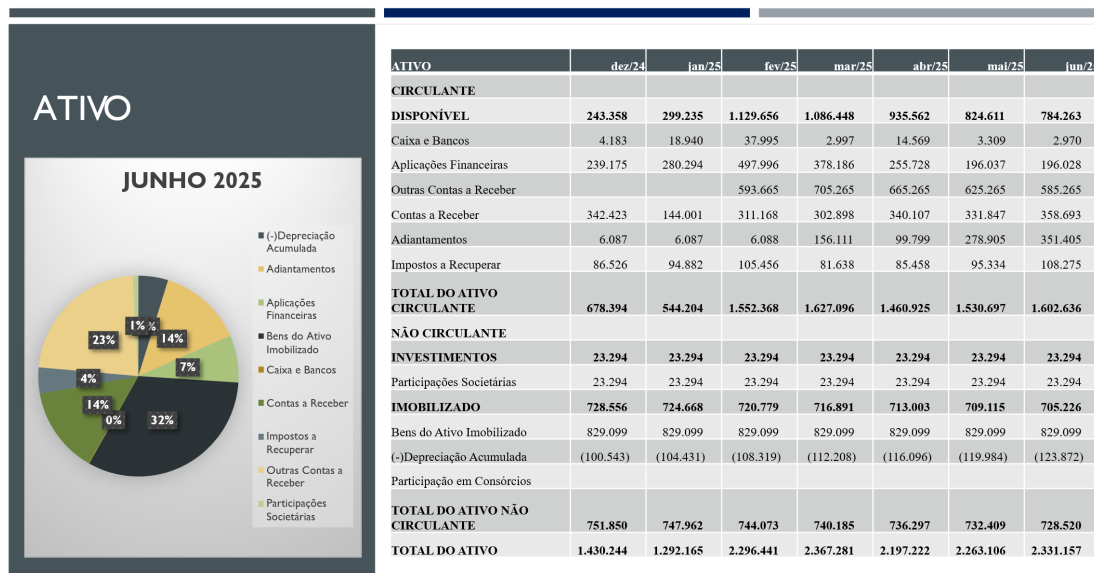 ATIVO
JUNHO 2025
1%
%
14%
7%
32%
0%
14%
4%
23%
(-)Depreciação
Acumulada
Adiantamentos
Aplicações
Financeiras
Bens do Ativo
Imobilizado
Caixa e Bancos
Contas a Receber
Impostos a
Recuperar
Outras Contas a
Receber
Participações
Societárias
ATIVO dez/24 jan/25 fev/25 mar/25 abr/25 mai/25 jun/2
CIRCULANTE
DISPONÍVEL 243.358 299.235 1.129.656 1.086.448 935.562 824.611 784.263
Caixa e Bancos 4.183 18.940 37.995 2.997 14.569 3.309 2.970
Aplicações Financeiras 239.175 280.294 497.996 378.186 255.728 196.037 196.028
Outras Contas a Receber 593.665 705.265 665.265 625.265 585.265
Contas a Receber 342.423 144.001 311.168 302.898 340.107 331.847 358.693
Adiantamentos 6.087 6.087 6.088 156.111 99.799 278.905 351.405
Impostos a Recuperar 86.526 94.882 105.456 81.638 85.458 95.334 108.275
TOTAL DO ATIVO
CIRCULANTE 678.394 544.204 1.552.368 1.627.096 1.460.925 1.530.697 1.602.636
NÃO CIRCULANTE
INVESTIMENTOS 23.294 23.294 23.294 23.294 23.294 23.294 23.294
Participações Societárias 23.294 23.294 23.294 23.294 23.294 23.294 23.294
IMOBILIZADO 728.556 724.668 720.779 716.891 713.003 709.115 705.226
Bens do Ativo Imobilizado 829.099 829.099 829.099 829.099 829.099 829.099 829.099
(-)Depreciação Acumulada (100.543) (104.431) (108.319) (112.208) (116.096) (119.984) (123.872)
Participação em Consórcios
TOTAL DO ATIVO NÃO
CIRCULANTE 751.850 747.962 744.073 740.185 736.297 732.409 728.520
TOTAL DO ATIVO 1.430.244 1.292.165 2.296.441 2.367.281 2.197.222 2.263.106 2.331.157